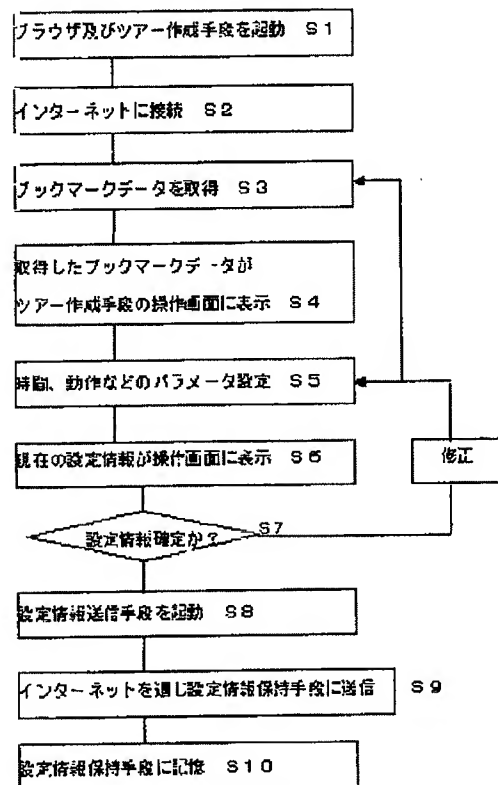 ブラウザ及びツアー作成手段を起動 S1
インターネットに接続 S2
ブックマークデータを取得 S3
取得したブックマークデータが
ツアー作成手段の操作画面に表示 S4
時間、動作などのパラメータ設定 S5
現在の設定情報が操作画面に表示 S6
修正
設定情報確定か？ S7
設定情報送信手段を起動 S8
インターネットを通じ設定情報保持手段に送信 S9
設定情報保持手段に記憶 S10